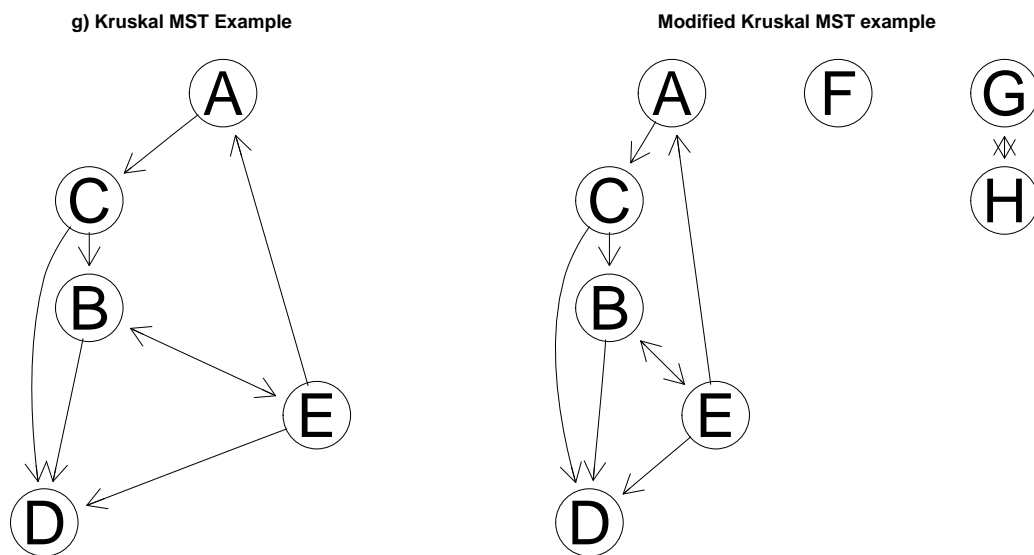 g) Kruskal MST Example
A
C
B
E
D
Modified Kruskal MST example
A F G
C H
B
E
D